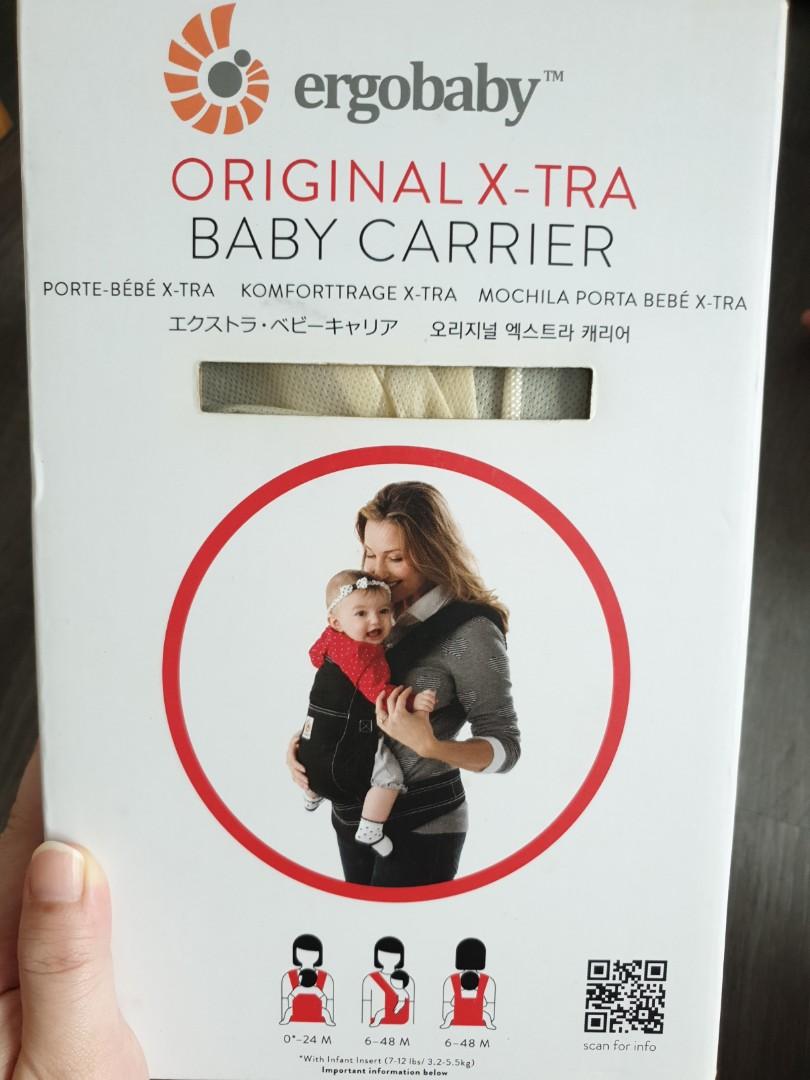 ergobaby™
ORIGINAL X-TRA
BABY CARRIER
PORTE-BÉBÉ X-TRA KOMFORTTRAGE X-TRA MOCHILA PORTA BEBÉ X-TRA
エクストラ・ベビーキャリア 오리지널 엑스트라 캐리어
0*–24 M 6–48 M 6–48 M
scan for info
*With Infant Insert (7-12 lbs/ 3.2-5.5kg)
Important information below